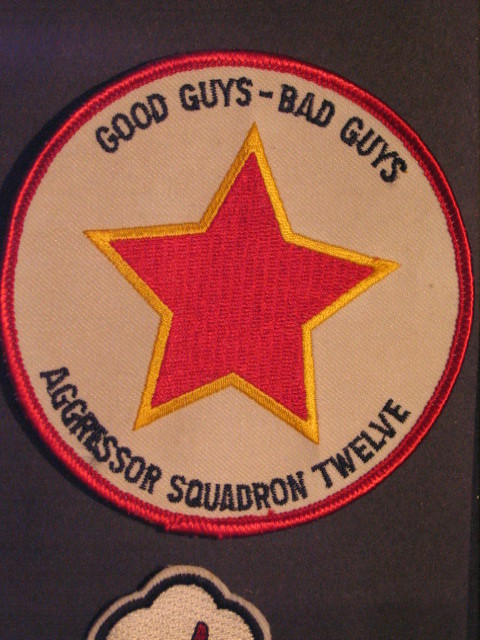 GOOD GUYS-BAD GUYS
AGGRESSOR SQUADRON TWELVE